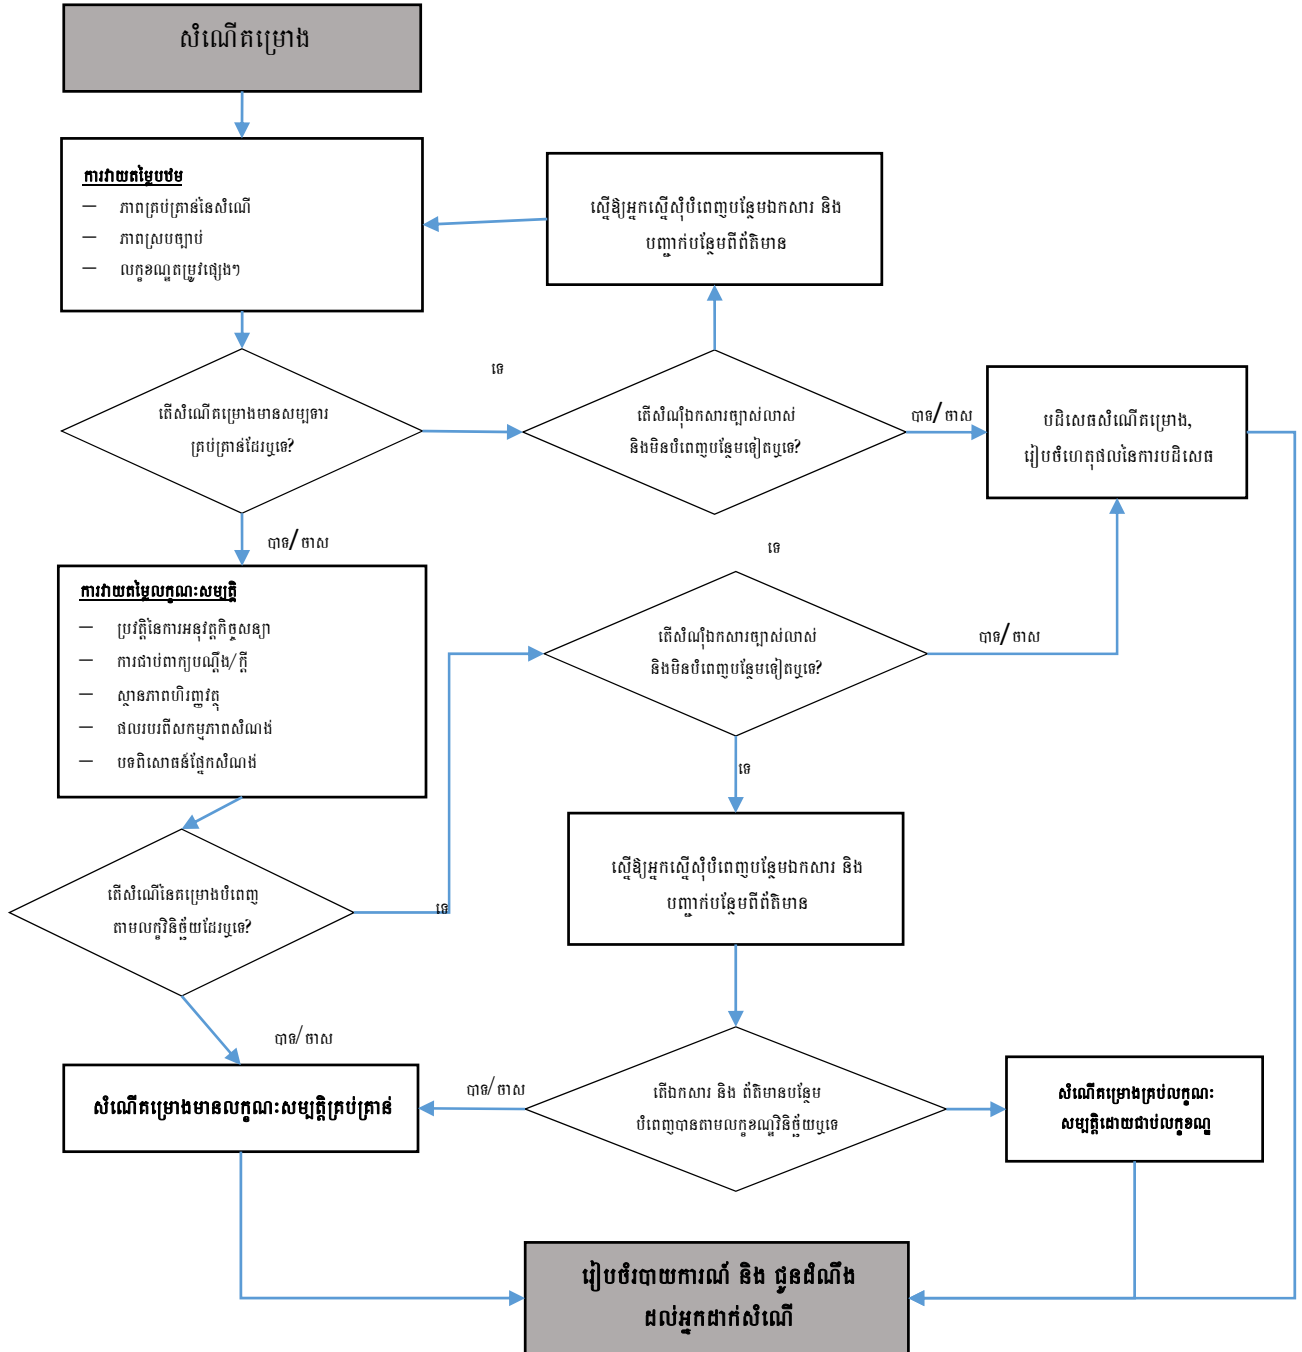 សំណើគម្រោង
ការវាយតម្លៃបឋម
— ភាពគ្រប់គ្រាន់នៃសំណើ
— ភាពស្របច្បាប់
— លក្ខខណ្ឌតម្រូវផ្សេងៗ
ស្នើឱ្យអ្នកស្នើសុំបំពេញបន្ថែមឯកសារ និង
បញ្ជាក់បន្ថែមពីព័ត៌មាន
តើសំណើគម្រោងមានសម្បទារ
គ្រប់គ្រាន់ដែរឬទេ?
ទេ
តើសំណុំឯកសារច្បាស់លាស់
និងមិនបំពេញបន្ថែមទៀតឬទេ?
បាទ/ចាស
បដិសេធសំណើគម្រោង,
រៀបចំហេតុផលនៃការបដិសេធ
បាទ/ចាស
ការវាយតម្លៃលក្ខណៈសម្បត្តិ
— ប្រវត្តិនៃការអនុវត្តកិច្ចសន្យា
— ការជាប់ពាក្យបណ្តឹង/ក្តី
— ស្ថានភាពហិរញ្ញវត្ថុ
— ផលរបរពីសកម្មភាពសំណង់
— បទពិសោធន៍ផ្នែកសំណង់
ទេ
តើសំណុំឯកសារច្បាស់លាស់
និងមិនបំពេញបន្ថែមទៀតឬទេ?
បាទ/ចាស
ទេ
ស្នើឱ្យអ្នកស្នើសុំបំពេញបន្ថែមឯកសារ និង
បញ្ជាក់បន្ថែមពីព័ត៌មាន
តើសំណើនៃគម្រោងបំពេញ
តាមលក្ខវិនិច្ឆ័យដែរឬទេ?
ទេ
បាទ/ចាស
សំណើគម្រោងមានលក្ខណៈសម្បត្តិគ្រប់គ្រាន់
បាទ/ចាស
តើឯកសារ និង ព័ត៌មានបន្ថែម
បំពេញបានតាមលក្ខខណ្ឌវិនិច្ឆ័យឬទេ
សំណើគម្រោងគ្រប់លក្ខណៈ
សម្បត្តិដោយជាប់លក្ខខណ្ឌ
រៀបចំរបាយការណ៍ និង ជូនដំណឹង
ដល់អ្នកដាក់សំណើ